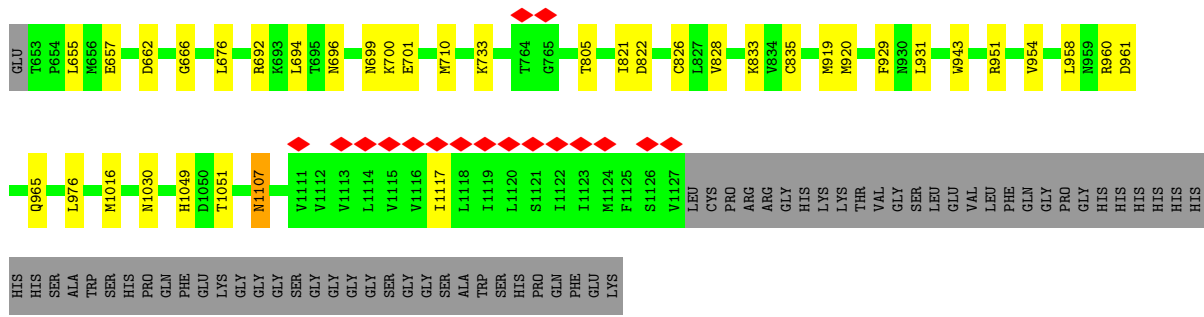 GLU T653 P654 L655 M656 E657 D662 G666 L676 R692 K693 L694 T695 N696 N699 K700 E701 M710 K733 T764 G765 T805 I821 D822 C826 L827 V828 K833 V834 C835 M919 M920 F929 N930 L931 W943 R951 V954 L958 N959 R960 D961
Q965 L976 M1016 N1030 H1049 D1050 T1051 N1107 V1111 V1112 V1113 L1114 V1115 V1116 I1117 L1118 I1119 L1120 S1121 I1122 I1123 M1124 F1125 S1126 V1127 LEU CYS PRO ARG ARG GLY HIS LYS LYS THR VAL GLY SER LEU GLU VAL LEU PHE GLN GLY PRO GLY HIS HIS HIS HIS HIS HIS
HIS HIS SER ALA TRP SER HIS PRO GLN PHE GLU LYS GLY GLY GLY SER GLY GLY GLY GLY SER GLY GLY SER ALA TRP SER HIS PRO GLN PHE GLU LYS